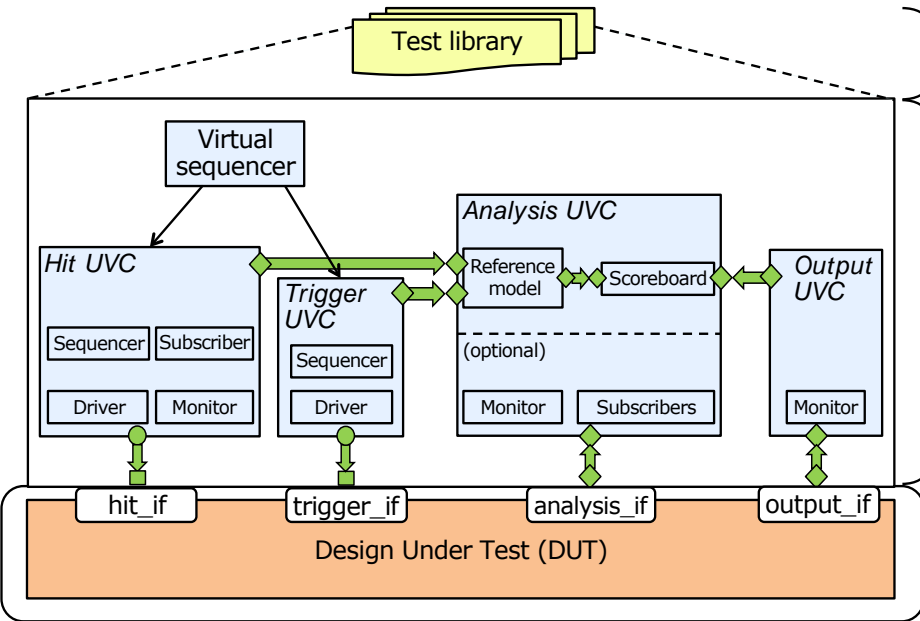 Test library
Virtual
sequencer
Hit UVC
Sequencer
Subscriber
Driver
Monitor
Trigger
UVC
Sequencer
Driver
Analysis UVC
Reference
model
Scoreboard
(optional)
Monitor
Subscribers
Output
UVC
Monitor
hit_if
trigger_if
analysis_if
output_if
Design Under Test (DUT)